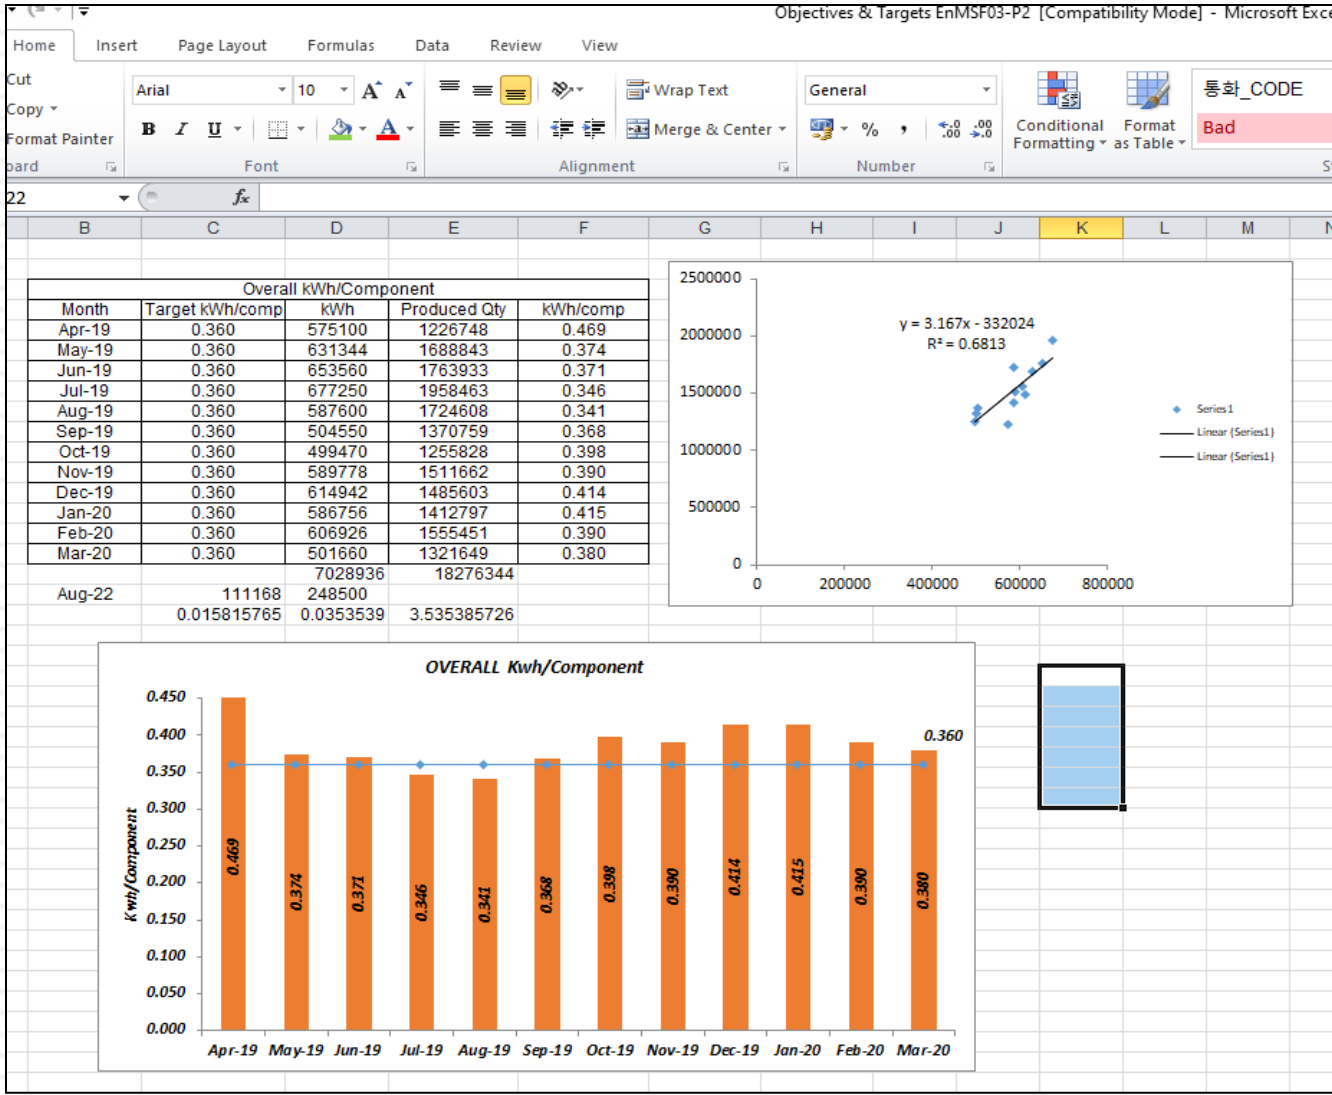 Objectives & Targets EnMSF03-P2 [Compatibility Mode] - Microsoft Exce
Home Insert Page Layout Formulas Data Review View
Cut
Copy
Format Painter
oard
Arial 10
B I U
Font
Wrap Text
Merge & Center
Alignment
General
% , .00 .0
Number
Conditional Formatting
Format as Table
통화_CODE
Bad
22 fx
B C D E F G H I J K L M N
Overall kWh/Component
Month Target kWh/comp kWh Produced Qty kWh/comp
Apr-19 0.360 575100 1226748 0.469
May-19 0.360 631344 1688843 0.374
Jun-19 0.360 653560 1763933 0.371
Jul-19 0.360 677250 1958463 0.346
Aug-19 0.360 587600 1724608 0.341
Sep-19 0.360 504550 1370759 0.368
Oct-19 0.360 499470 1255828 0.398
Nov-19 0.360 589778 1511662 0.390
Dec-19 0.360 614942 1485603 0.414
Jan-20 0.360 586756 1412797 0.415
Feb-20 0.360 606926 1555451 0.390
Mar-20 0.360 501660 1321649 0.380
7028936 18276344
Aug-22 111168 248500
0.015815765 0.0353539 3.535385726
2500000
2000000
1500000
1000000
500000
0
y = 3.167x - 332024
R² = 0.6813
Series1
Linear (Series1)
Linear (Series1)
0 200000 400000 600000 800000
OVERALL Kwh/Component
Kwh/Component
0.450
0.400
0.350
0.300
0.250
0.200
0.150
0.100
0.050
0.000
0.360
0.469 0.374 0.371 0.346 0.341 0.368 0.398 0.390 0.414 0.415 0.390 0.380
Apr-19 May-19 Jun-19 Jul-19 Aug-19 Sep-19 Oct-19 Nov-19 Dec-19 Jan-20 Feb-20 Mar-20